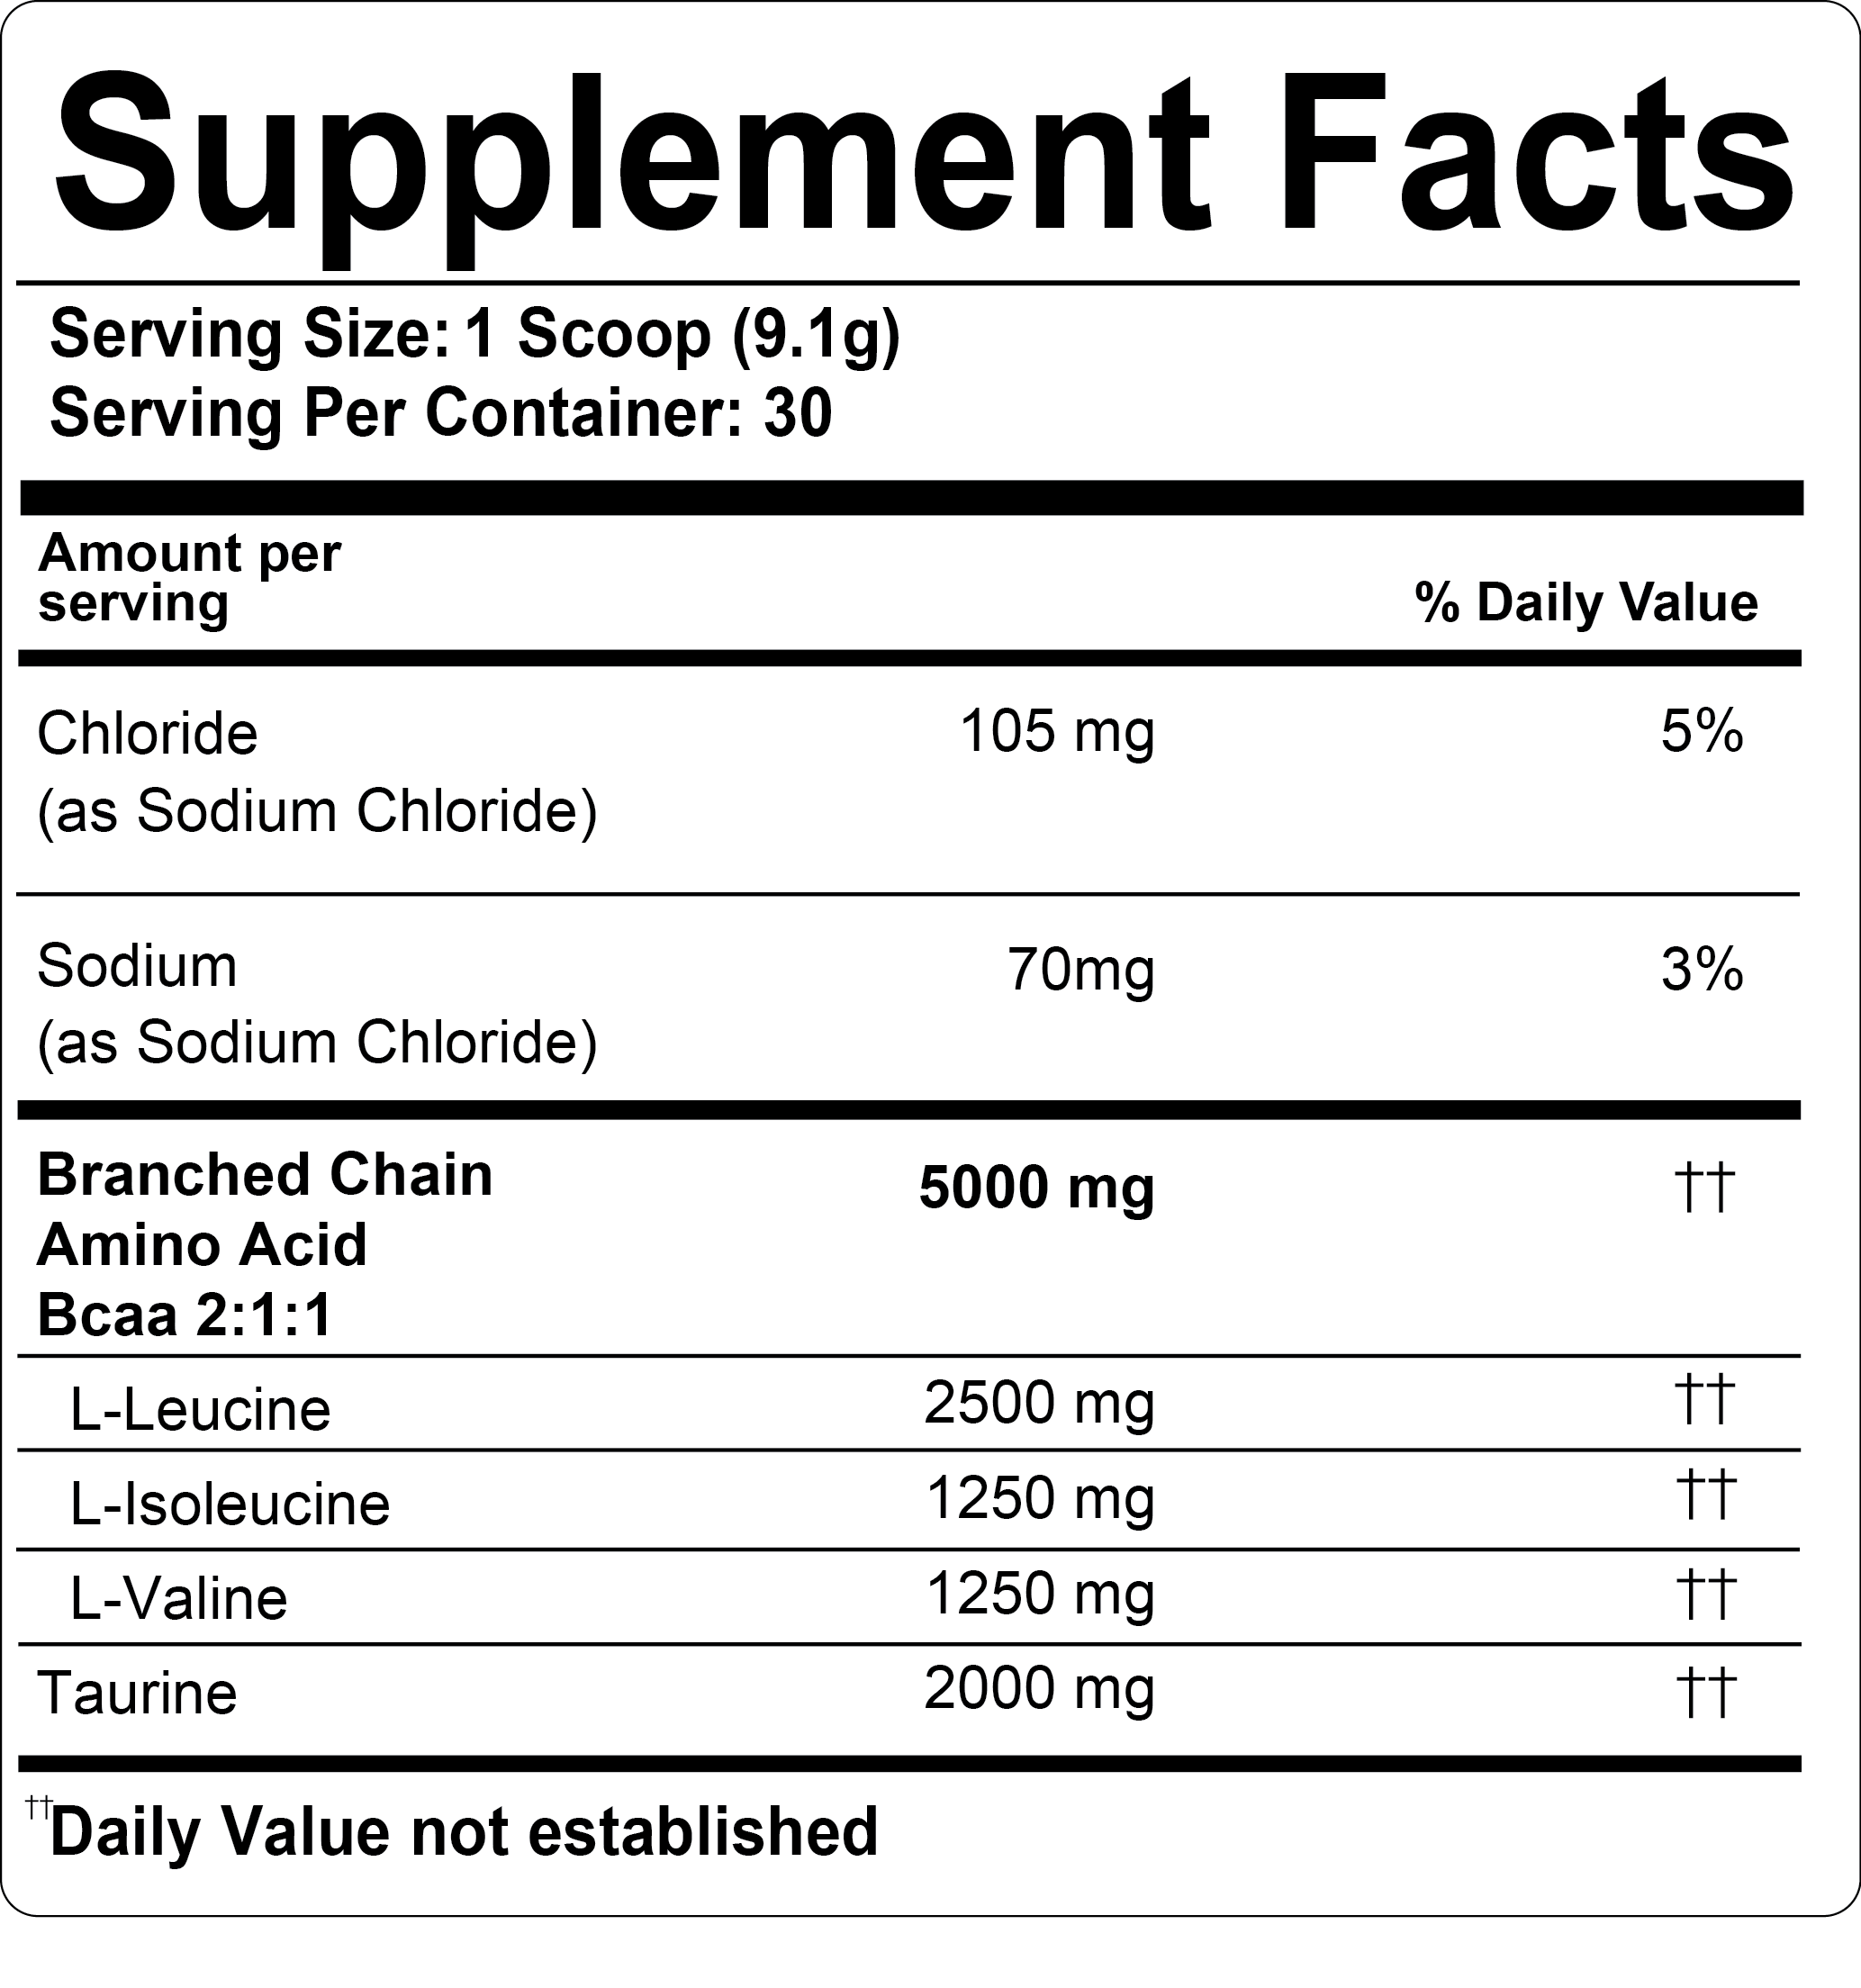 Supplement Facts
Serving Size: 1 Scoop (9.1g)
Serving Per Container: 30
Amount per
serving % Daily Value
Chloride 105 mg 5%
(as Sodium Chloride)
Sodium 70mg 3%
(as Sodium Chloride)
Branched Chain 5000 mg ††
Amino Acid
Bcaa 2:1:1
L-Leucine 2500 mg ††
L-Isoleucine 1250 mg ††
L-Valine 1250 mg ††
Taurine 2000 mg ††
††Daily Value not established